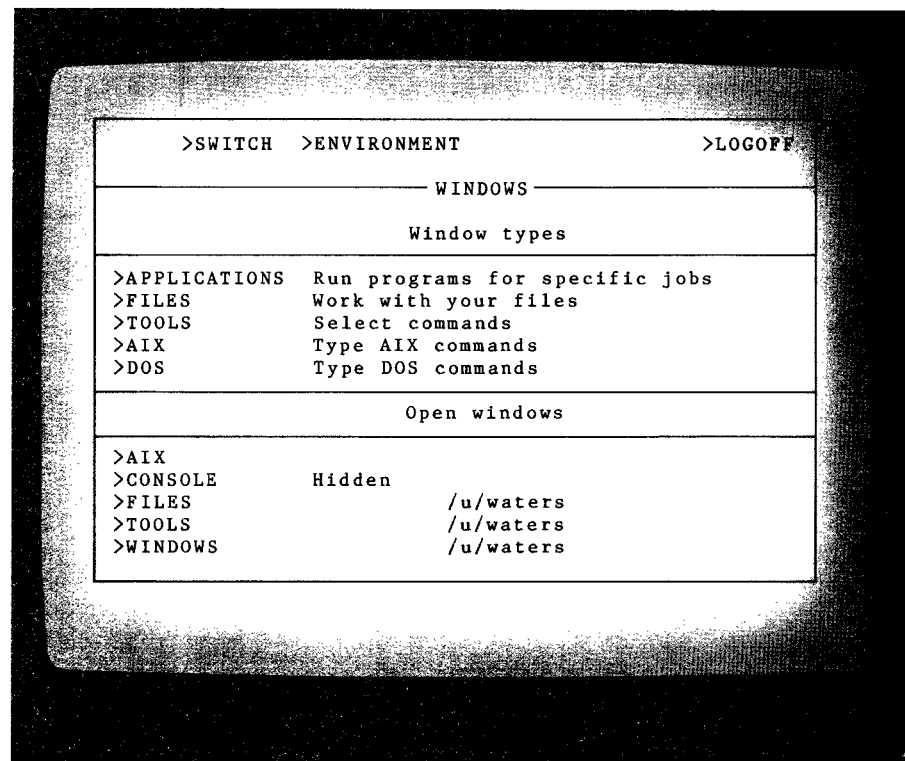 >SWITCH >ENVIRONMENT >LOGOFF
WINDOWS
Window types
>APPLICATIONS Run programs for specific jobs
>FILES Work with your files
>TOOLS Select commands
>AIX Type AIX commands
>DOS Type DOS commands
Open windows
>AIX
>CONSOLE Hidden
>FILES /u/waters
>TOOLS /u/waters
>WINDOWS /u/waters